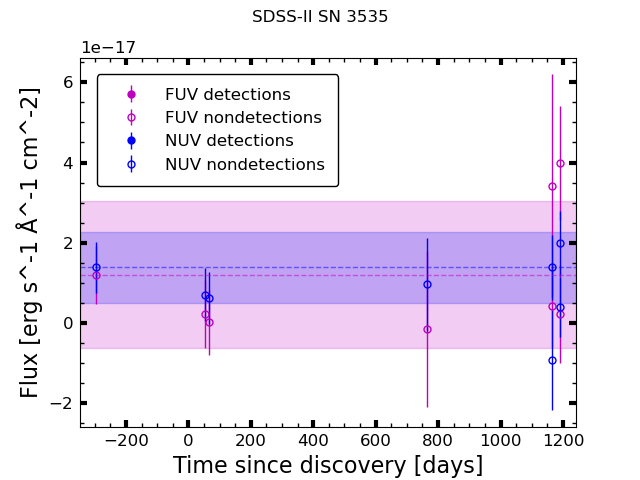 SDSS-II SN 3535
1e−17
FUV detections
FUV nondetections
NUV detections
NUV nondetections
6
4
2
0
−2
Flux [erg s^-1 Å^-1 cm^-2]
−200 0 200 400 600 800 1000 1200
Time since discovery [days]